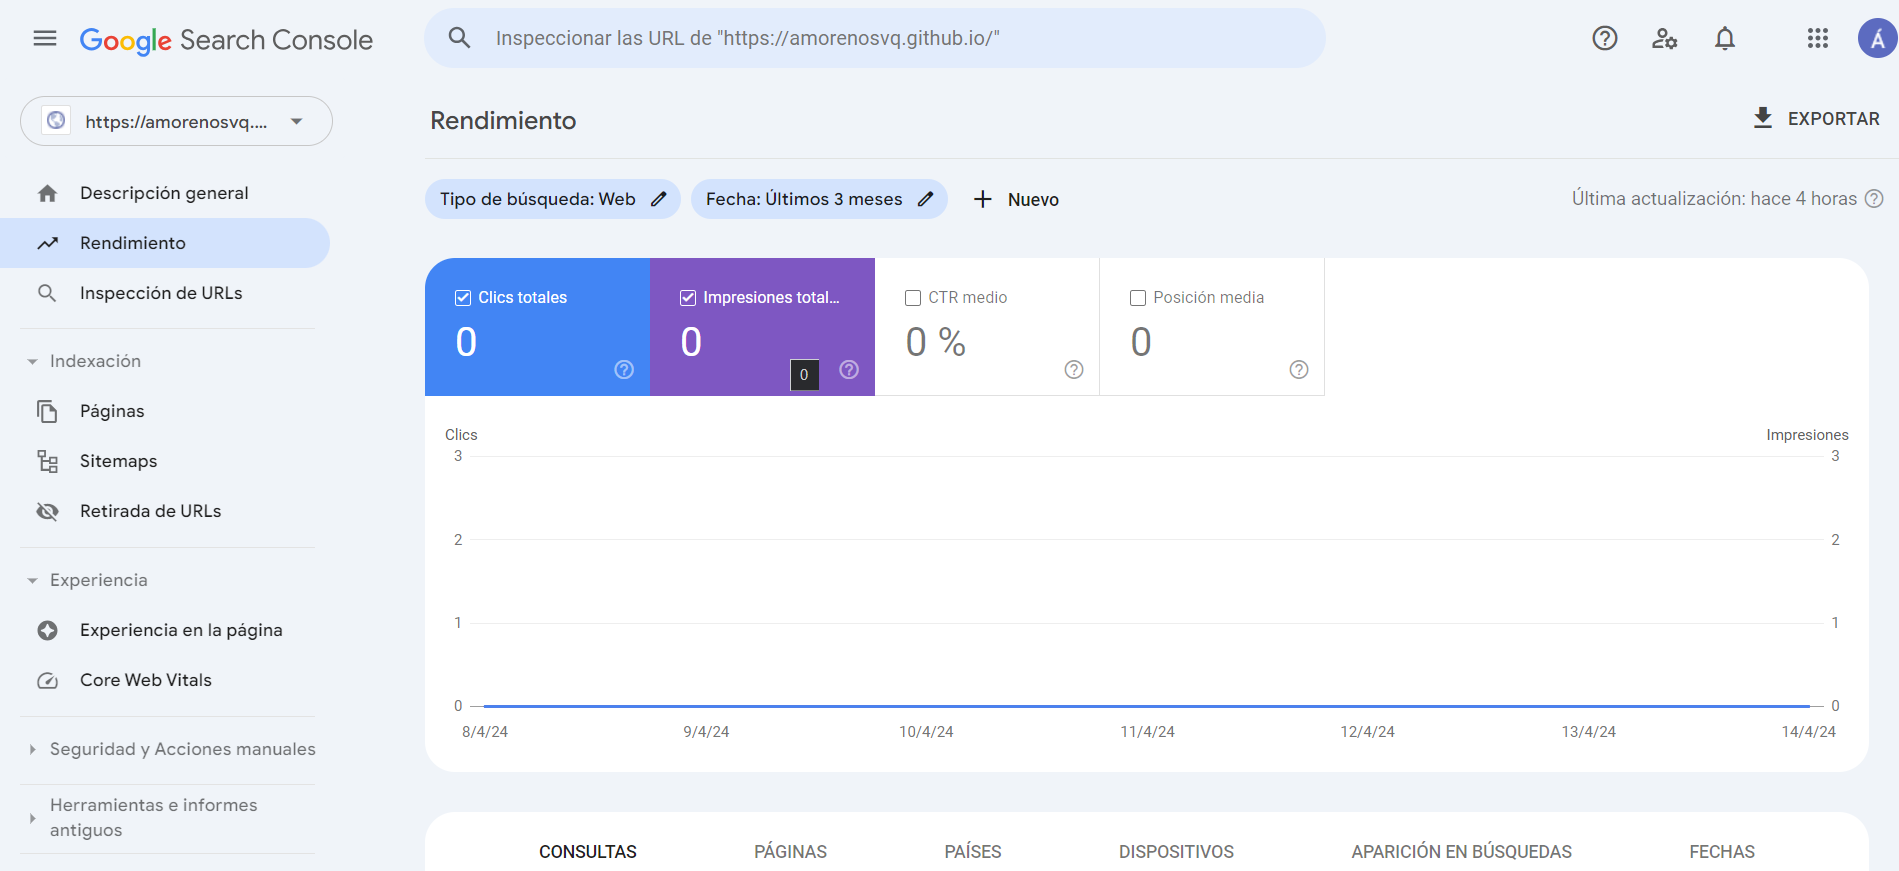 Google Search Console
Inspeccionar las URL de "https://amorenosvq.github.io/"
Á
https://amorenosvq....
Descripción general
Rendimiento
Inspección de URLs
Indexación
Páginas
Sitemaps
Retirada de URLs
Experiencia
Experiencia en la página
Core Web Vitals
Seguridad y Acciones manuales
Herramientas e informes
antiguos
Rendimiento
EXPORTAR
Tipo de búsqueda: Web
Fecha: Últimos 3 meses
Nuevo
Última actualización: hace 4 horas
Clics totales
0
Impresiones total...
0
0
CTR medio
0 %
Posición media
0
Clics
Impresiones
3 3
2 2
1 1
0 0
8/4/24 9/4/24 10/4/24 11/4/24 12/4/24 13/4/24 14/4/24
CONSULTAS PÁGINAS PAÍSES DISPOSITIVOS APARICIÓN EN BÚSQUEDAS FECHAS